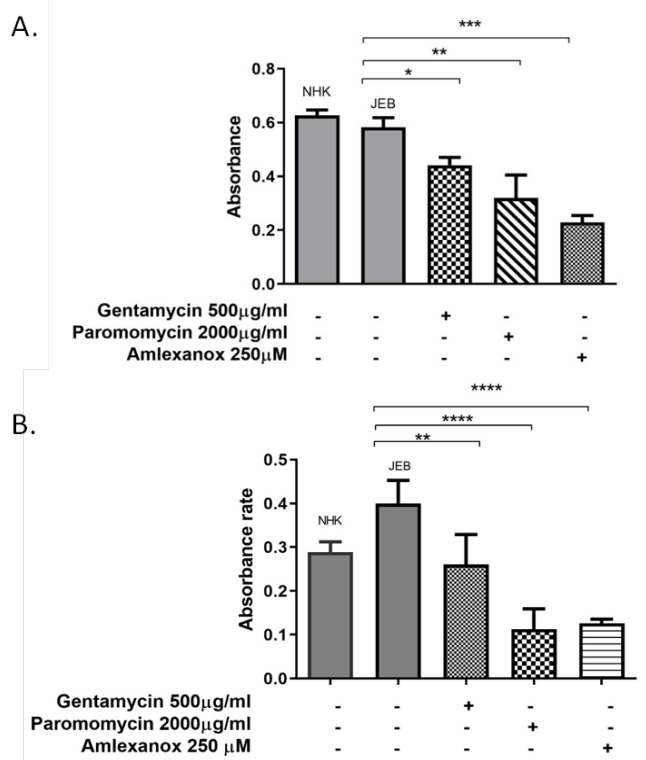 A.
***
**
*
0.8
NHK
JEB
0.6
Absorbance
0.4
0.2
0.0
Gentamycin 500µg/ml - - + - -
Paromomycin 2000µg/ml - - - + -
Amlexanox 250µM - - - - +
B.
****
****
**
0.5
JEB
0.4
NHK
Absorbance rate
0.3
0.2
0.1
0.0
Gentamycin 500µg/ml - - + - -
Paromomycin 2000µg/ml - - - + -
Amlexanox 250 µM - - - - +